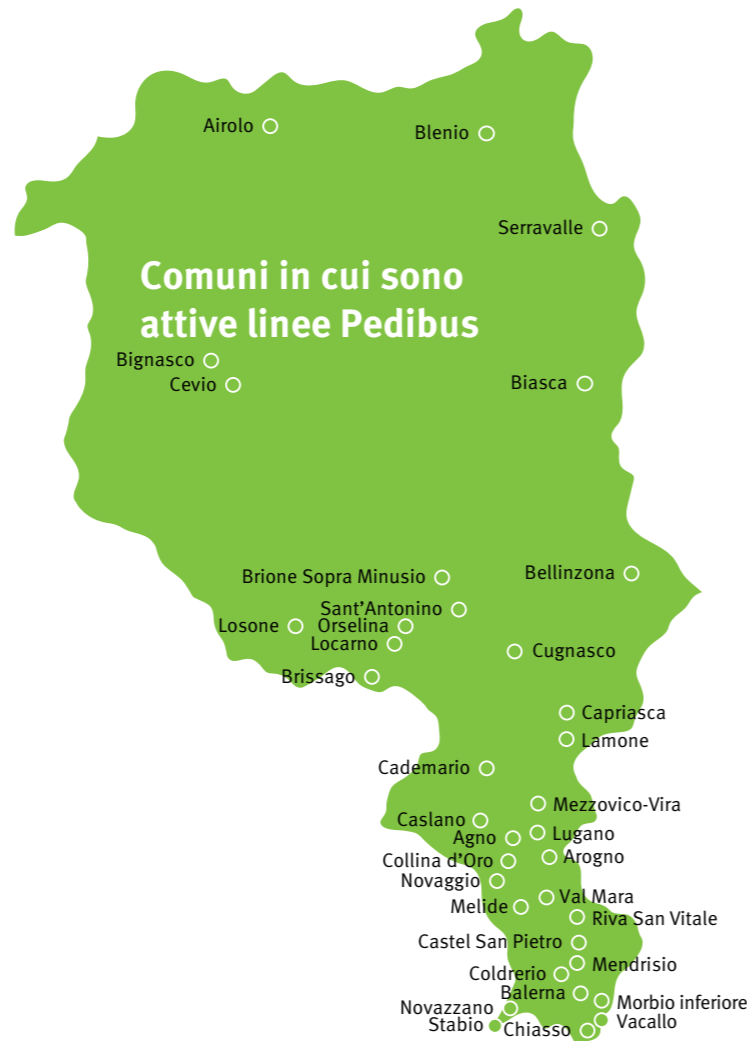 Airolo
Blenio
Serravalle
Comuni in cui sono
attive linee Pedibus
Bignasco
Cevio
Biasca
Brione Sopra Minusio
Bellinzona
Sant'Antonino
Losone
Orselina
Locarno
Cugnasco
Brissago
Capriasca
Lamone
Cademario
Mezzovico-Vira
Caslano
Lugano
Agno
Arogno
Collina d'Oro
Novaggio
Val Mara
Melide
Riva San Vitale
Castel San Pietro
Mendrisio
Coldrerio
Balerna
Morbio inferiore
Novazzano
Vacallo
Stabio
Chiasso